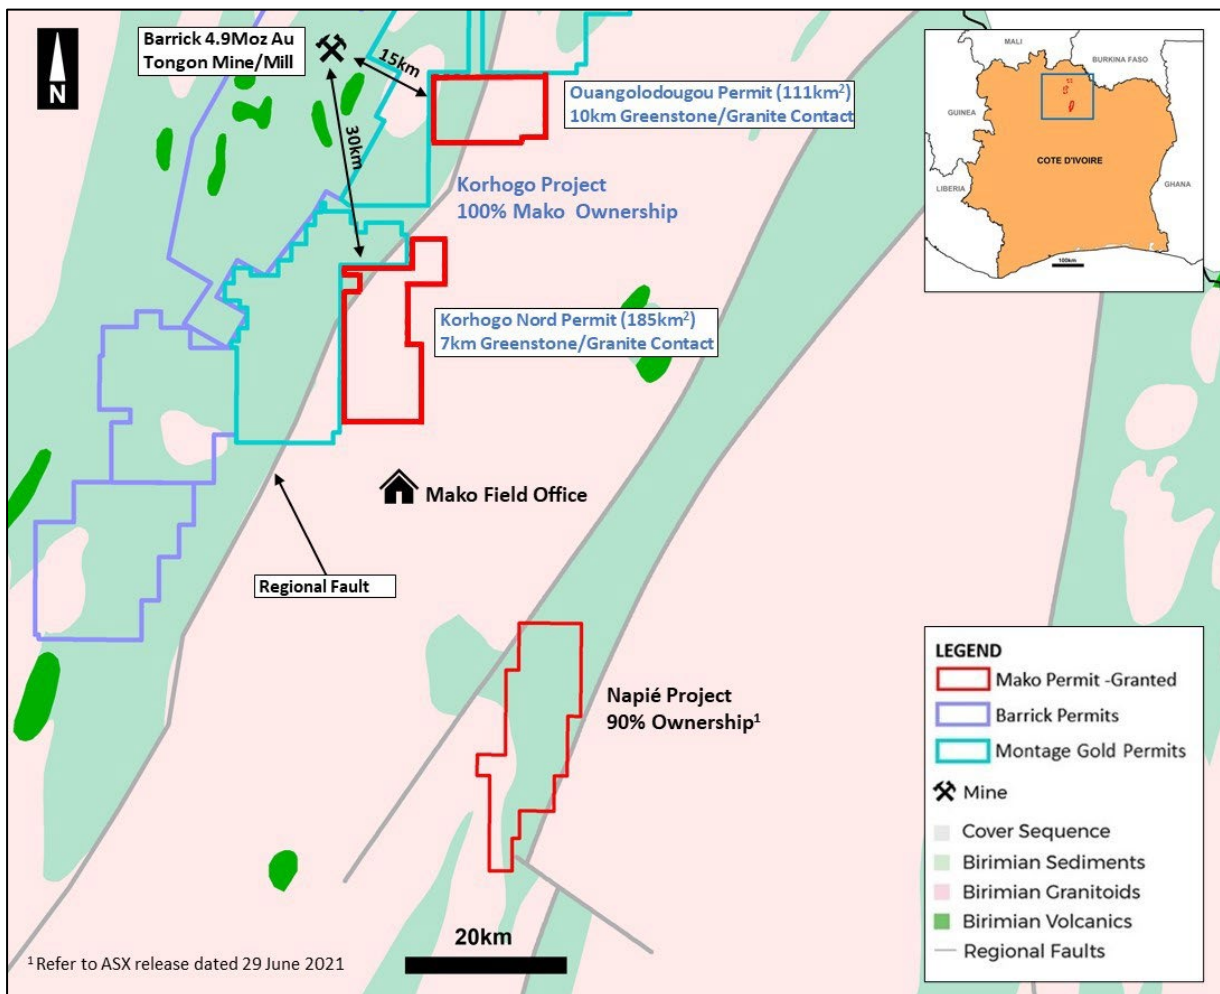 N
Barrick 4.9Moz Au
Tongon Mine/Mill
15km
30km
Ouangolodougou Permit (111km²)
10km Greenstone/Granite Contact
Korhogo Project
100% Mako Ownership
Korhogo Nord Permit (185km²)
7km Greenstone/Granite Contact
Mako Field Office
Regional Fault
Napié Project
90% Ownership¹
20km
¹ Refer to ASX release dated 29 June 2021
MALI
BURKINA FASO
GUINEA
COTE D'IVOIRE
LIBERIA
GHANA
100km
LEGEND
Mako Permit -Granted
Barrick Permits
Montage Gold Permits
Mine
Cover Sequence
Birimian Sediments
Birimian Granitoids
Birimian Volcanics
Regional Faults